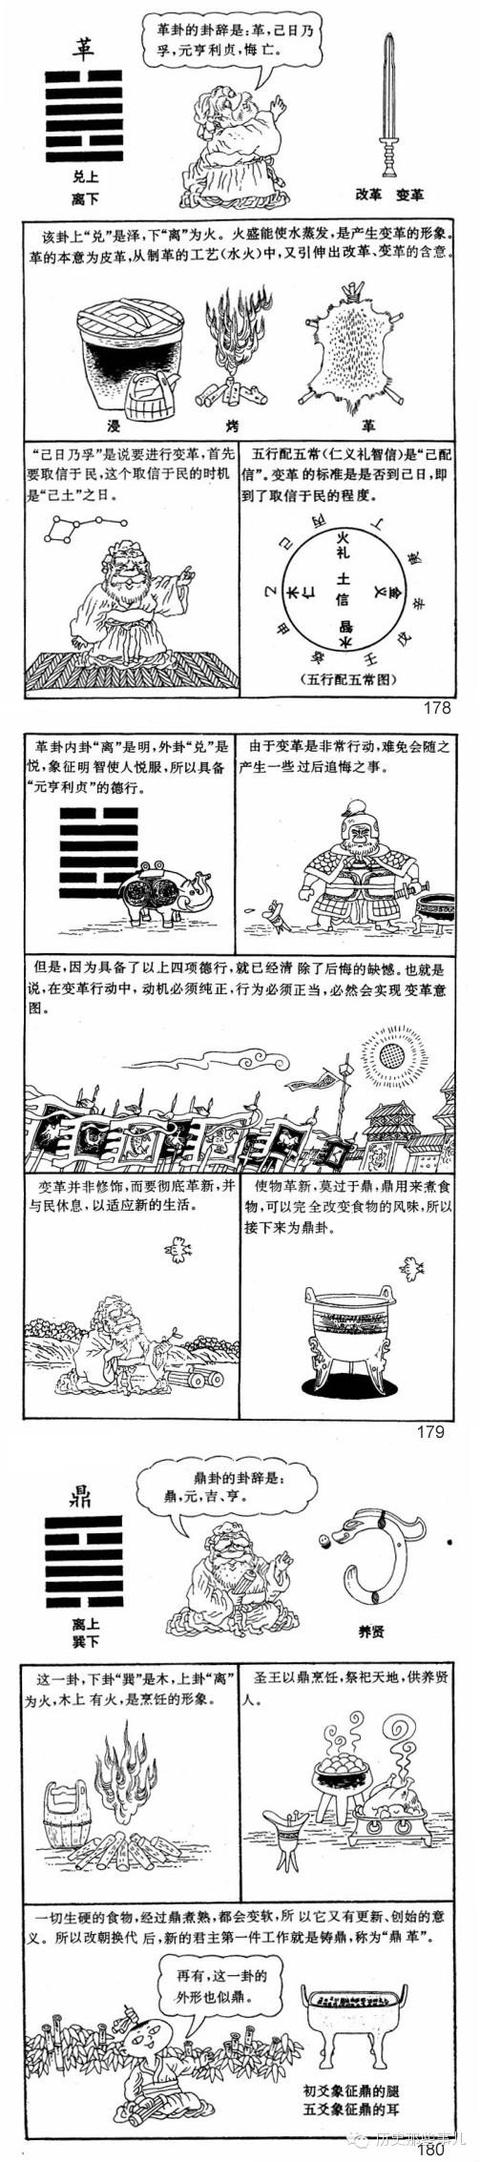 革
革卦的卦辞是:革,己日乃
孚,元亨利贞,悔亡。
兑上
离下
改革 变革
该卦上“兑”是泽,下“离”为火。火盛能使水蒸发,是产生变革的形象。
革的本意为皮革,从制革的工艺(水火)中,又引伸出改革、变革的含意。
浸
烤
革
“己日乃孚”是说要进行变革,首先
要取信于民,这个取信于民的时机
是“己土”之日。
五行配五常(仁义礼智信)是“己配
信”。变革的标准是是否到己日,即
到了取信于民的程度。
丙
丁
己
庚
火
礼
乙
木
仁
土
信
金
义
辛
甲
水
智
戊
癸
壬
(五行配五常图)
178
革卦内卦“离”是明,外卦“兑”是
悦,象征明智使人悦服,所以具备
“元亨利贞”的德行。
由于变革是非常行动,难免会随之
产生一些过后追悔之事。
但是,因为具备了以上四项德行,就已经清除了后悔的缺憾。也就是
说,在变革行动中,动机必须纯正,行为必须正当,必然会实现变革意
图。
变革并非修饰,而要彻底革新,并
与民休息,以适应新的生活。
使物革新,莫过于鼎,鼎用来煮食
物,可以完全改变食物的风味,所以
接下来为鼎卦。
179
鼎
鼎卦的卦辞是:
鼎,元,吉、亨。
离上
巽下
养贤
这一卦,下卦“巽”是木,上卦“离”
为火,木上有火,是烹饪的形象。
圣王以鼎烹饪,祭祀天地,供养贤
人。
一切生硬的食物,经过鼎煮熟,都会变软,所以它又有更新、创始的意
义。所以改朝换代后,新的君主第一件工作就是铸鼎,称为“鼎革”。
再有,这一卦的
外形也似鼎。
初爻象征鼎的腿
五爻象征鼎的耳
历史那些事儿
180